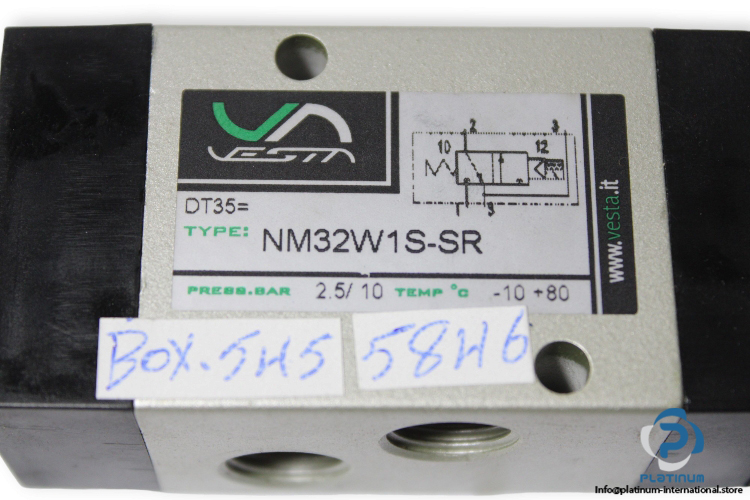 VESTA
2 3
10 12
1 3
DT35=
TYPE: NM32W1S-SR
PRESS.BAR 2.5/ 10 TEMP °C -10 +80
www.vesta.it
BOX.5H5 58H6
PLATINUM
Info@platinum-international.store